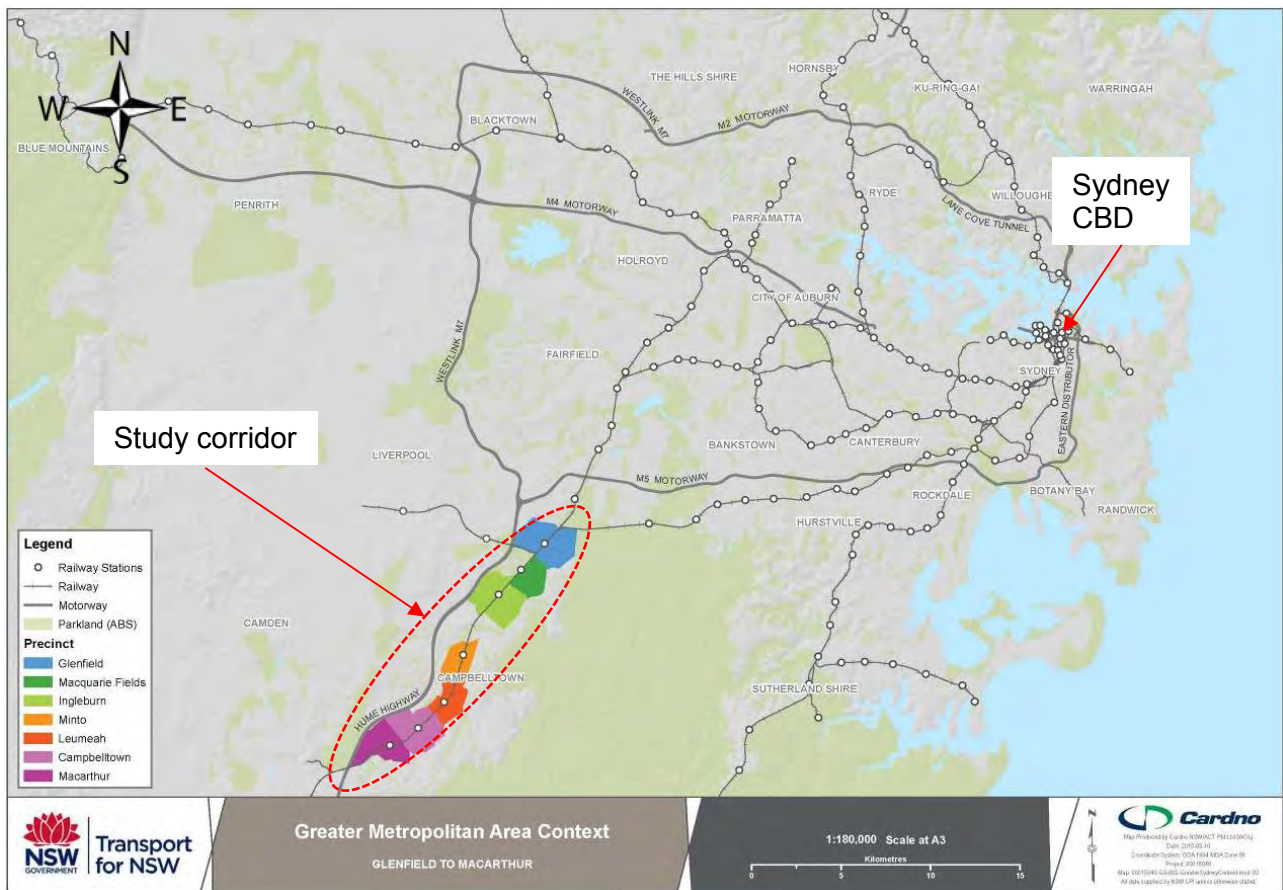 N
W
E
S
BLUE MOUNTAINS
PENRITH
BLACKTOWN
THE HILLS SHIRE
HORNSBY
KU-RING-GAI
WARRINGAH
WESTLINK M7
M2 MOTORWAY
WILLOUGHB
LANE COVE TUNNEL
RYDE
Sydney
CBD
M4 MOTORWAY
PARRAMATTA
HOLROYD
CITY OF AUBURN
WESTLINK M7
FAIRFIELD
SYDNEY
EASTERN DISTRIBUTOR
Study corridor
LIVERPOOL
BANKSTOWN
CANTERBURY
M5 MOTORWAY
ROCKDALE
BOTANY BAY
RANDWICK
HURSTVILLE
CAMDEN
CAMPBELLTOWN
HUME HIGHWAY
SUTHERLAND SHIRE
Legend
Railway Stations
Railway
Motorway
Parkland (ABS)
Precinct
Glenfield
Macquarie Fields
Ingleburn
Minto
Leumeah
Campbelltown
Macarthur
NSW
GOVERNMENT
Transport
for NSW
Greater Metropolitan Area Context
GLENFIELD TO MACARTHUR
1:180,000 Scale at A3
Kilometres
0 5 10 15
N
Cardno